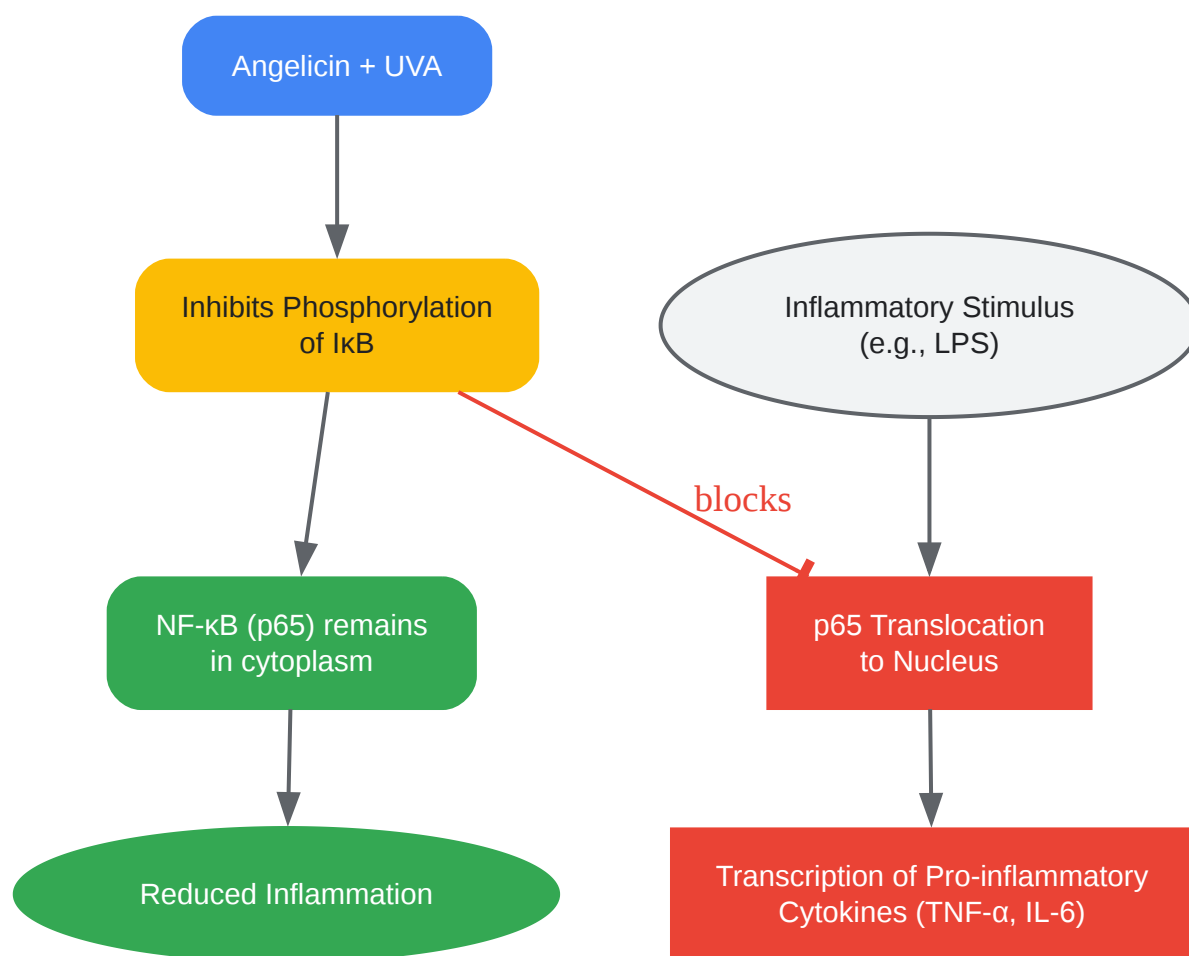 Angelicin + UVA
Inhibits Phosphorylation
of IκB
Inflammatory Stimulus
(e.g., LPS)
blocks
NF-κB (p65) remains
in cytoplasm
p65 Translocation
to Nucleus
Reduced Inflammation
Transcription of Pro-inflammatory
Cytokines (TNF-α, IL-6)